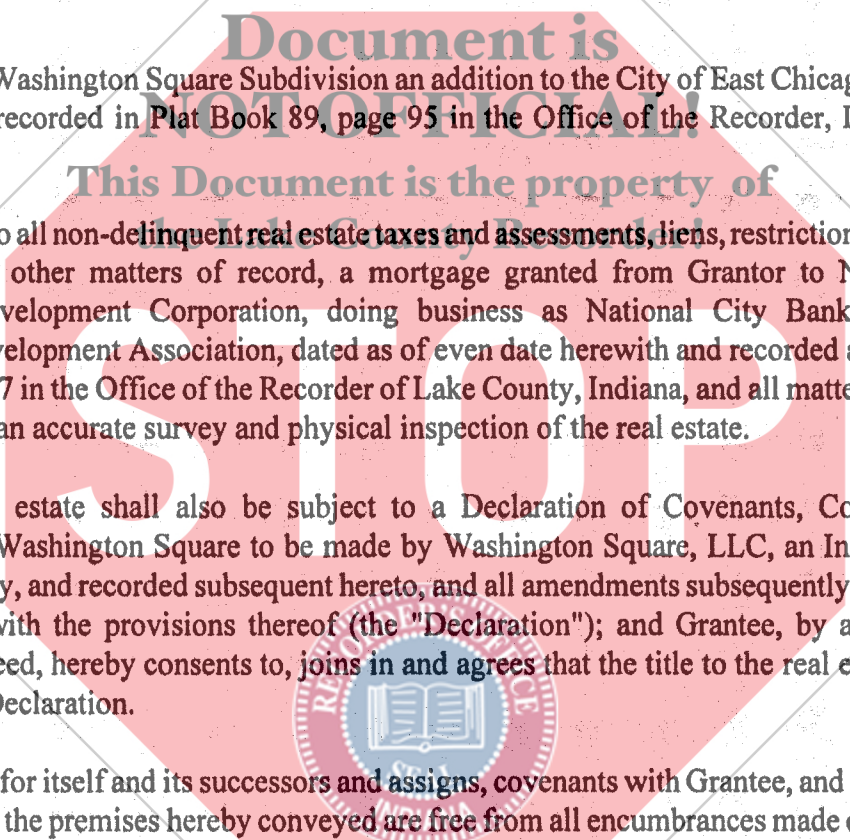 Document is
Washington Square Subdivision an addition to the City of East Chicag
NOT OFFICIAL!
recorded in Plat Book 89, page 95 in the Office of the Recorder,
This Document is the property of
o all non-delinquent real estate taxes and assessments, liens, restriction
the Lake County Recorder!
other matters of record, a mortgage granted from Grantor to N
velopment Corporation, doing business as National City Bank
velopment Association, dated as of even date herewith and recorded a
7 in the Office of the Recorder of Lake County, Indiana, and all matte
an accurate survey and physical inspection of the real estate.
STOP
estate shall also be subject to a Declaration of Covenants, Co
Washington Square to be made by Washington Square, LLC, an In
y, and recorded subsequent hereto, and all amendments subsequently
with the provisions thereof (the "Declaration"); and Grantee, by a
eed, hereby consents to, joins in and agrees that the title to the real e
Declaration.
RECORDER'S OFFICE
SEAL
INDIANA
for itself and its successors and assigns, covenants with Grantee, and
the premises hereby conveyed are free from all encumbrances made